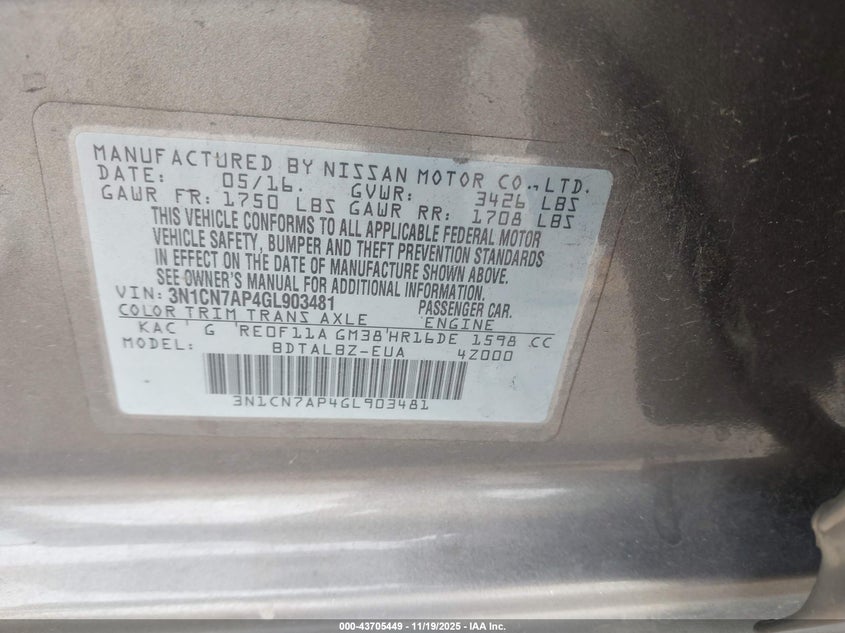 MANUFACTURED BY NISSAN MOTOR CO.,LTD.
DATE: 05/16. GVWR: 3426 LBS
GAWR FR: 1750 LBS GAWR RR: 1708 LBS
THIS VEHICLE CONFORMS TO ALL APPLICABLE FEDERAL MOTOR
VEHICLE SAFETY, BUMPER AND THEFT PREVENTION STANDARDS
IN EFFECT ON THE DATE OF MANUFACTURE SHOWN ABOVE.
SEE OWNER'S MANUAL FOR ADDITIONAL INFORMATION.
VIN: 3N1CN7AP4GL903481 PASSENGER CAR.
COLOR TRIM TRANS AXLE ENGINE
KAC G RE0F11A GM38 HR16DE 1598 CC
MODEL: BDTALBZ-EUA 4Z000
3N1CN7AP4GL903481
000-43705449 - 11/19/2025 - IAA Inc.